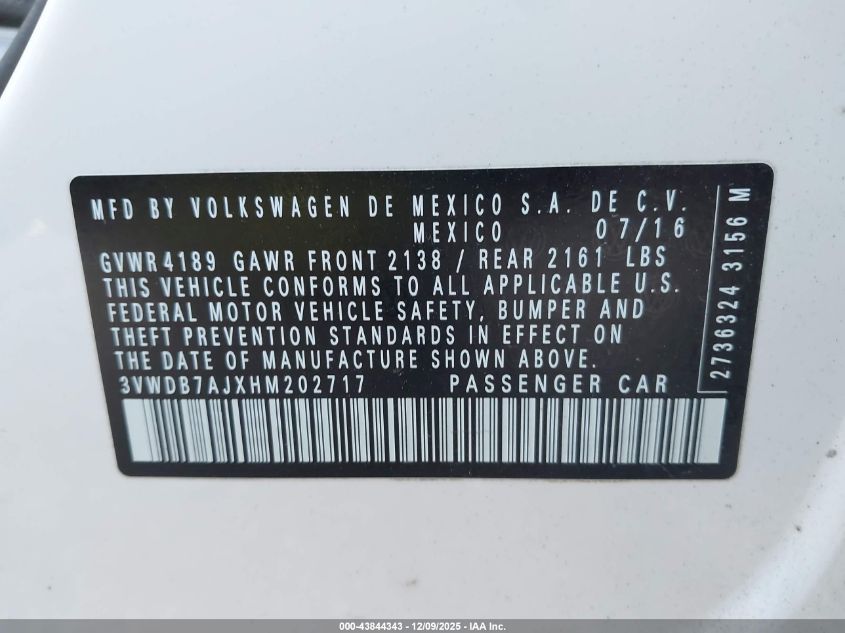 MFD BY VOLKSWAGEN DE MEXICO S.A. DE C.V.
MEXICO 07/16
GVWR 4189 GAWR FRONT 2138 / REAR 2161 LBS
THIS VEHICLE CONFORMS TO ALL APPLICABLE U.S.
FEDERAL MOTOR VEHICLE SAFETY, BUMPER AND
THEFT PREVENTION STANDARDS IN EFFECT ON
THE DATE OF MANUFACTURE SHOWN ABOVE.
3VWDB7AJXHM202717 PASSENGER CAR
2736324 3156 M
000-43844343 / 12/09/2025 - IAA Inc.